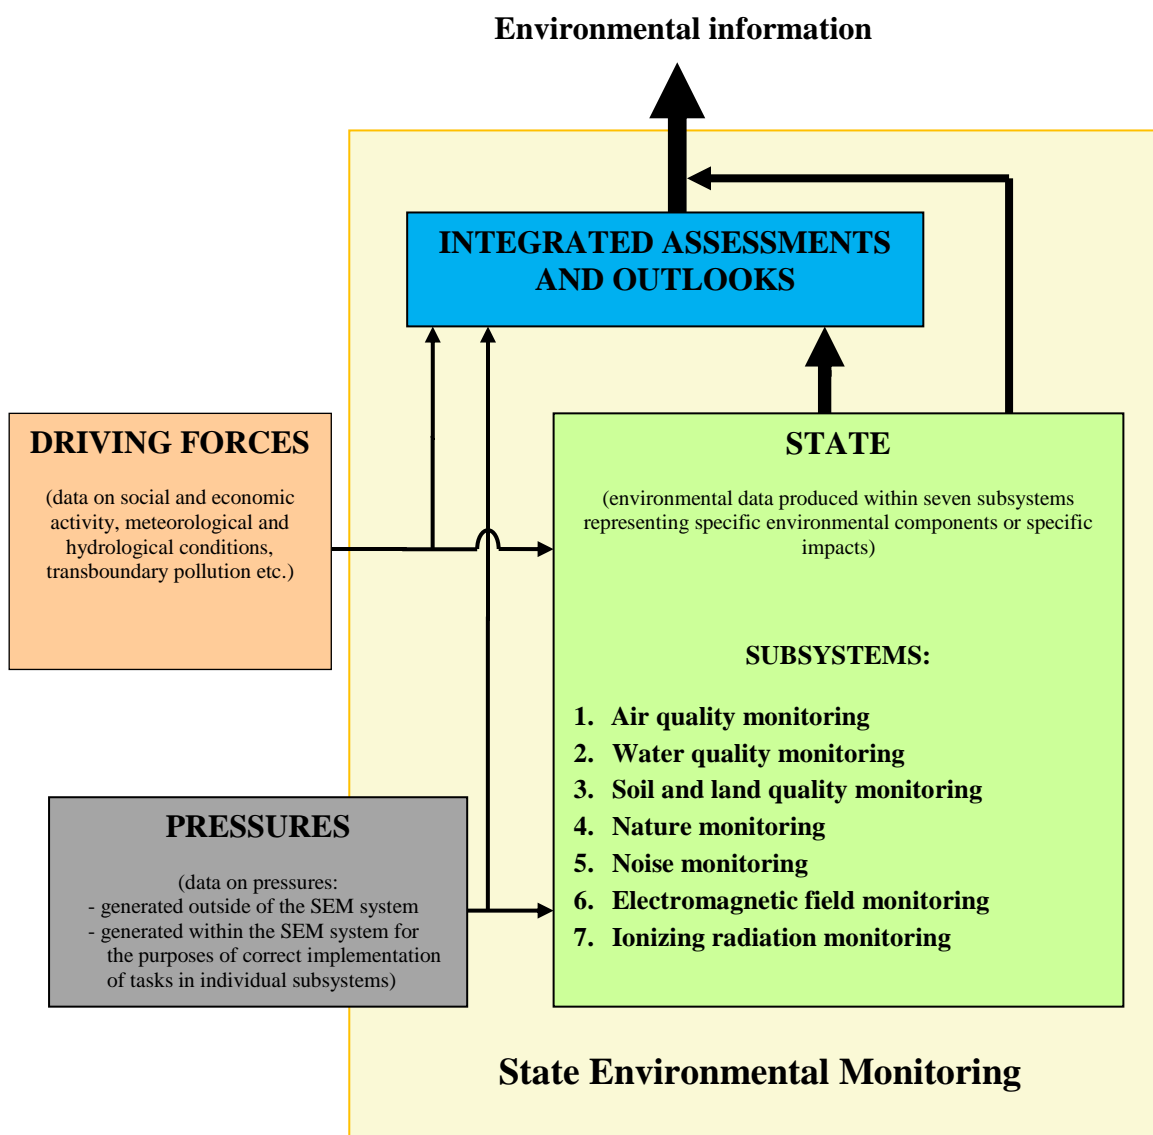 Environmental information
INTEGRATED ASSESSMENTS
AND OUTLOOKS
DRIVING FORCES
(data on social and economic
activity, meteorological and
hydrological conditions,
transboundary pollution etc.)
STATE
(environmental data produced within seven subsystems
representing specific environmental components or specific
impacts)
SUBSYSTEMS:
1. Air quality monitoring
2. Water quality monitoring
3. Soil and land quality monitoring
4. Nature monitoring
5. Noise monitoring
6. Electromagnetic field monitoring
7. Ionizing radiation monitoring
PRESSURES
(data on pressures:
- generated outside of the SEM system
- generated within the SEM system for
the purposes of correct implementation
of tasks in individual subsystems)
State Environmental Monitoring